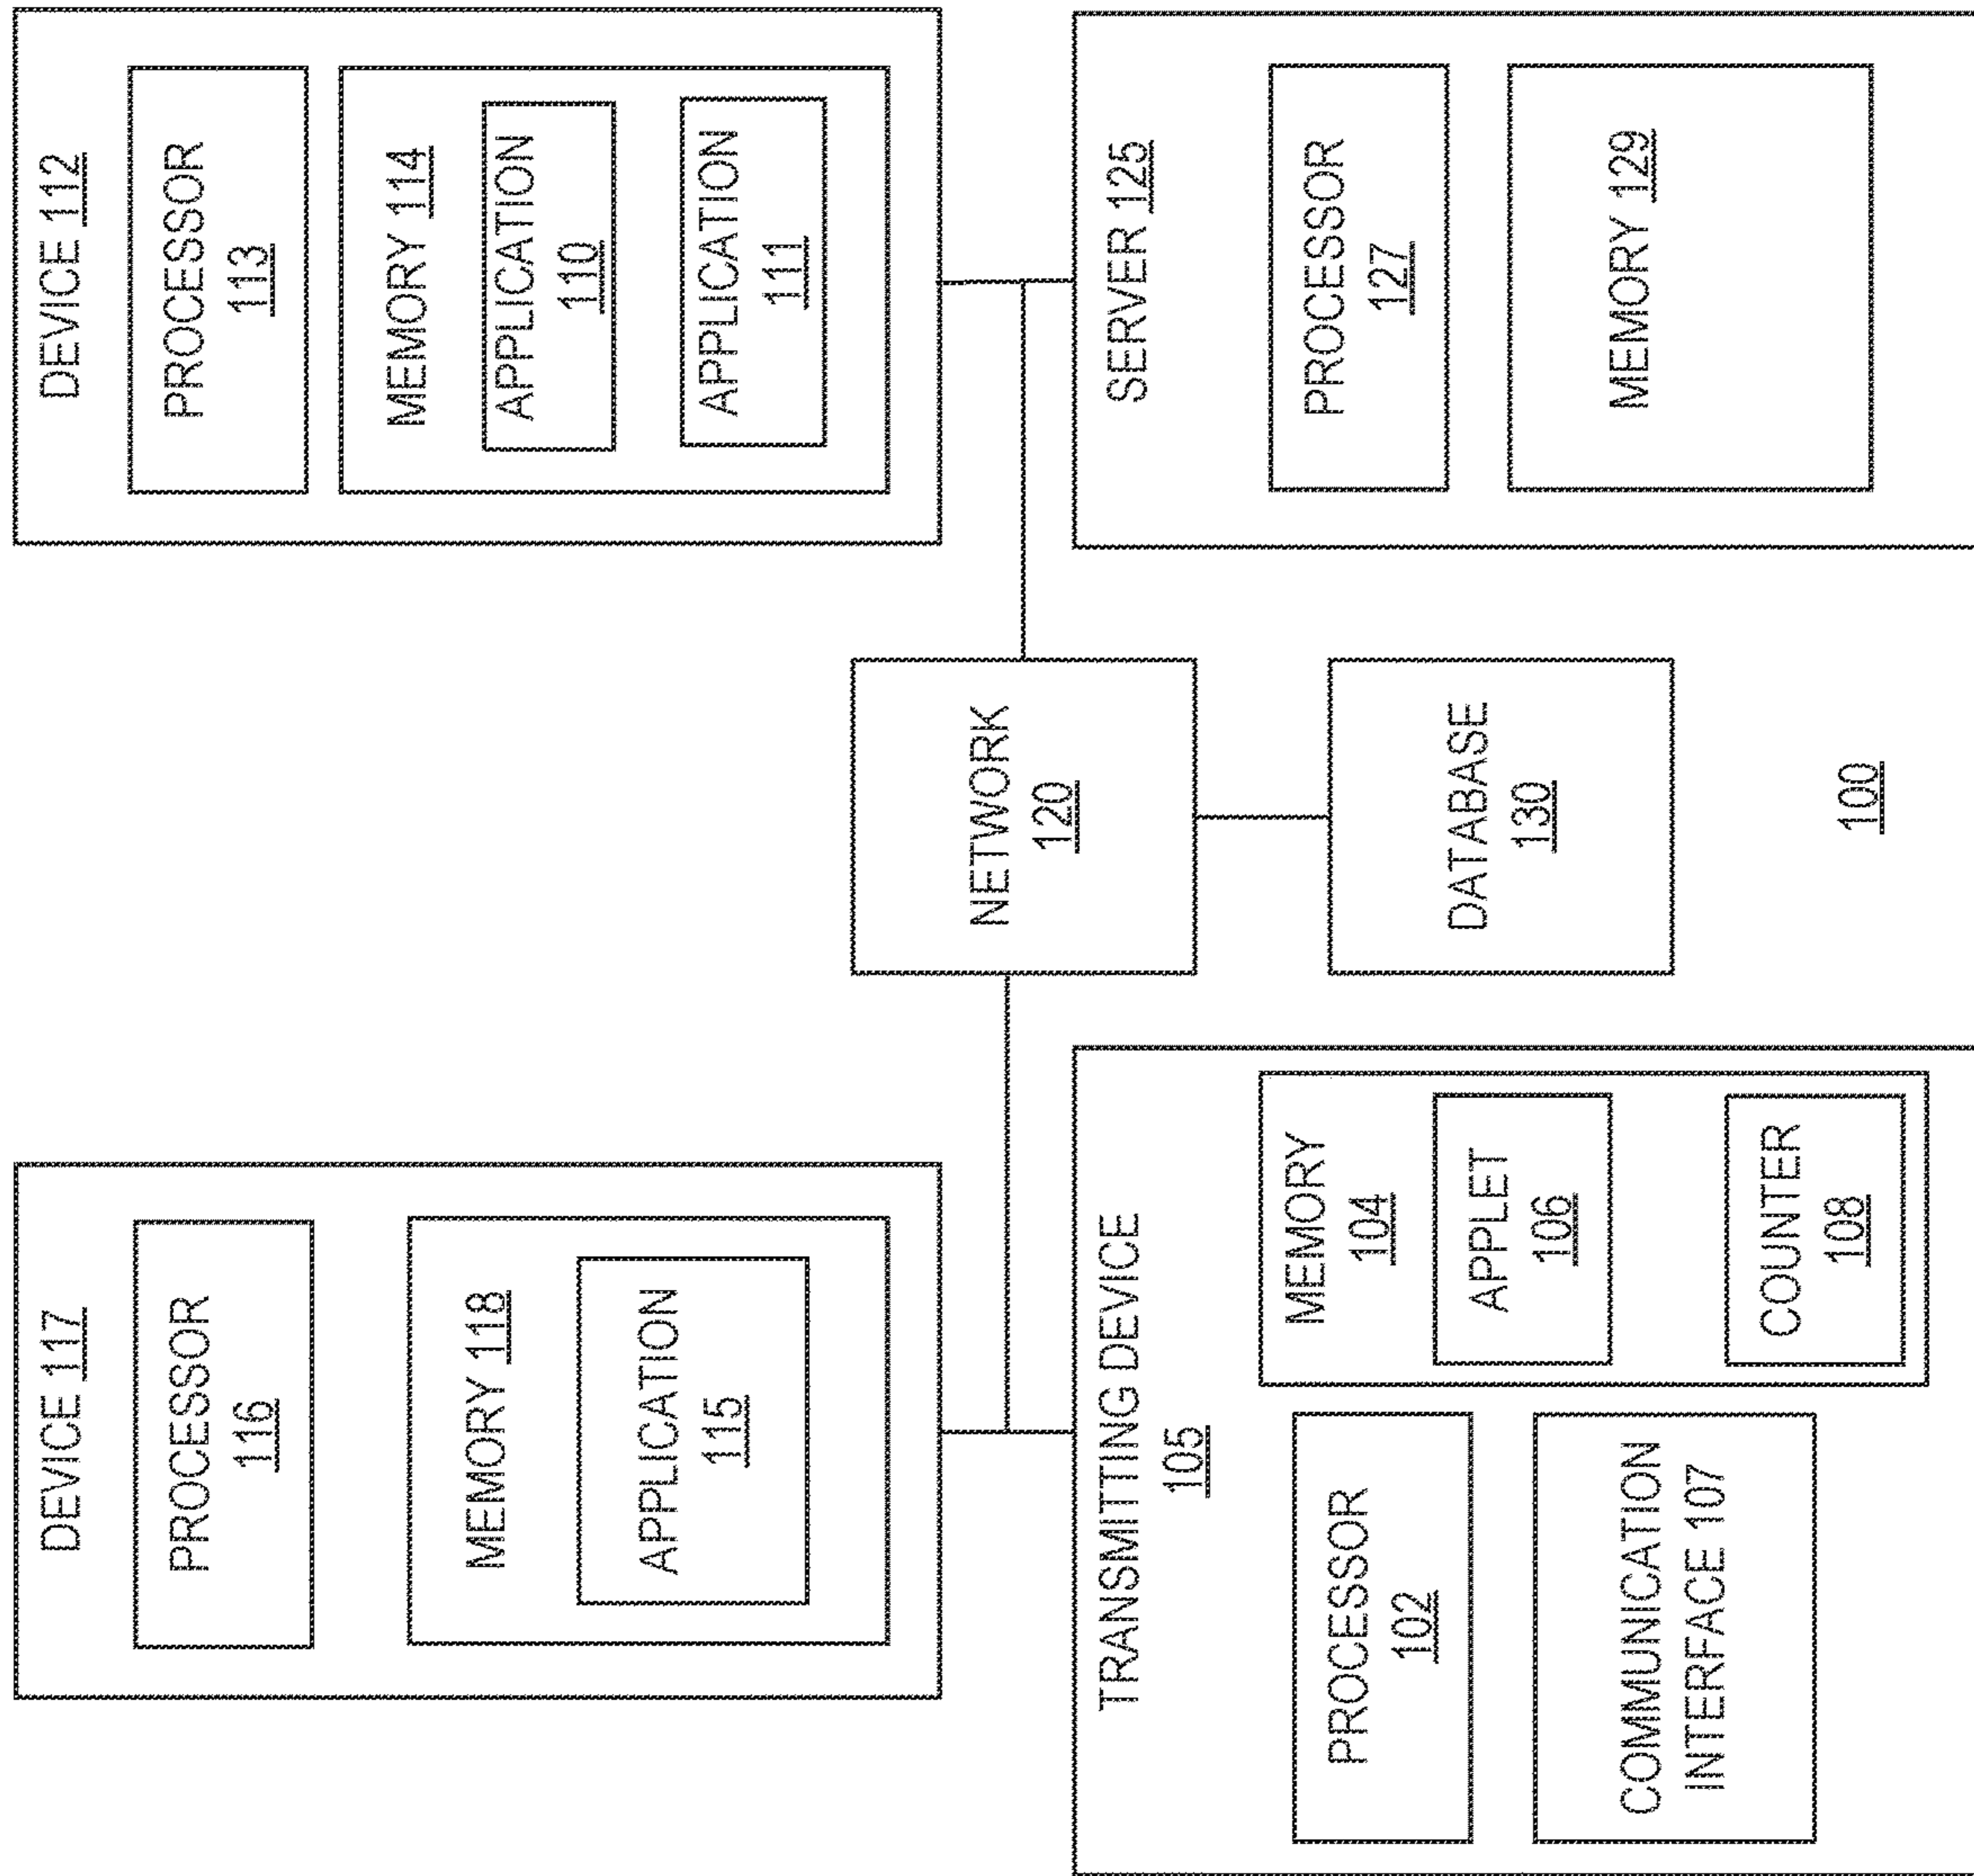 DEVICE 117
PROCESSOR
116
MEMORY 118
APPLICATION
115
TRANSMITTING DEVICE
105
PROCESSOR
102
COMMUNICATION
INTERFACE 107
MEMORY
104
APPLET
106
COUNTER
108
NETWORK
120
DATABASE
130
100
DEVICE 112
PROCESSOR
113
MEMORY 114
APPLICATION
110
APPLICATION
111
SERVER 125
PROCESSOR
127
MEMORY 129